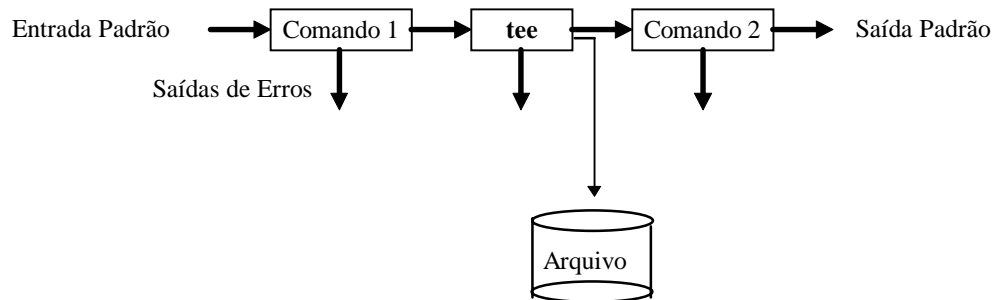 Entrada Padrão Comando 1 tee Comando 2 Saída Padrão
Saídas de Erros
Arquivo